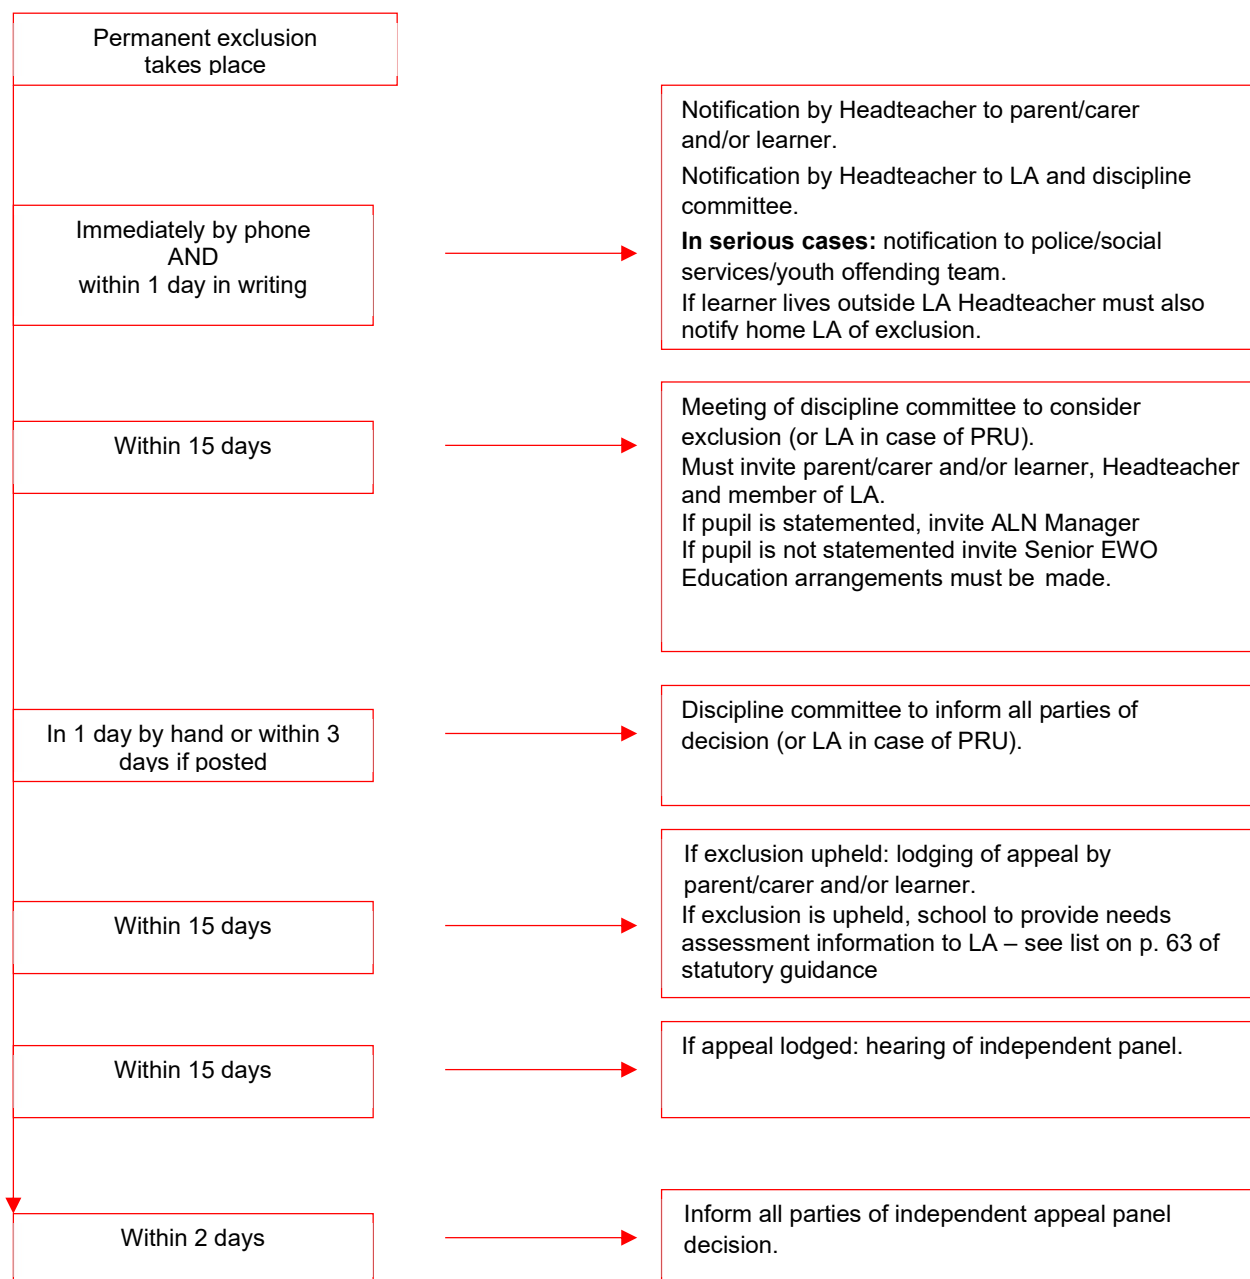 Permanent exclusion
takes place
Immediately by phone
AND
within 1 day in writing
Notification by Headteacher to parent/carer
and/or learner.
Notification by Headteacher to LA and discipline
committee.
In serious cases: notification to police/social
services/youth offending team.
If learner lives outside LA Headteacher must also
notify home LA of exclusion.
Within 15 days
Meeting of discipline committee to consider
exclusion (or LA in case of PRU).
Must invite parent/carer and/or learner, Headteacher
and member of LA.
If pupil is statemented, invite ALN Manager
If pupil is not statemented invite Senior EWO
Education arrangements must be made.
In 1 day by hand or within 3
days if posted
Discipline committee to inform all parties of
decision (or LA in case of PRU).
Within 15 days
If exclusion upheld: lodging of appeal by
parent/carer and/or learner.
If exclusion is upheld, school to provide needs
assessment information to LA – see list on p. 63 of
statutory guidance
Within 15 days
If appeal lodged: hearing of independent panel.
Within 2 days
Inform all parties of independent appeal panel
decision.